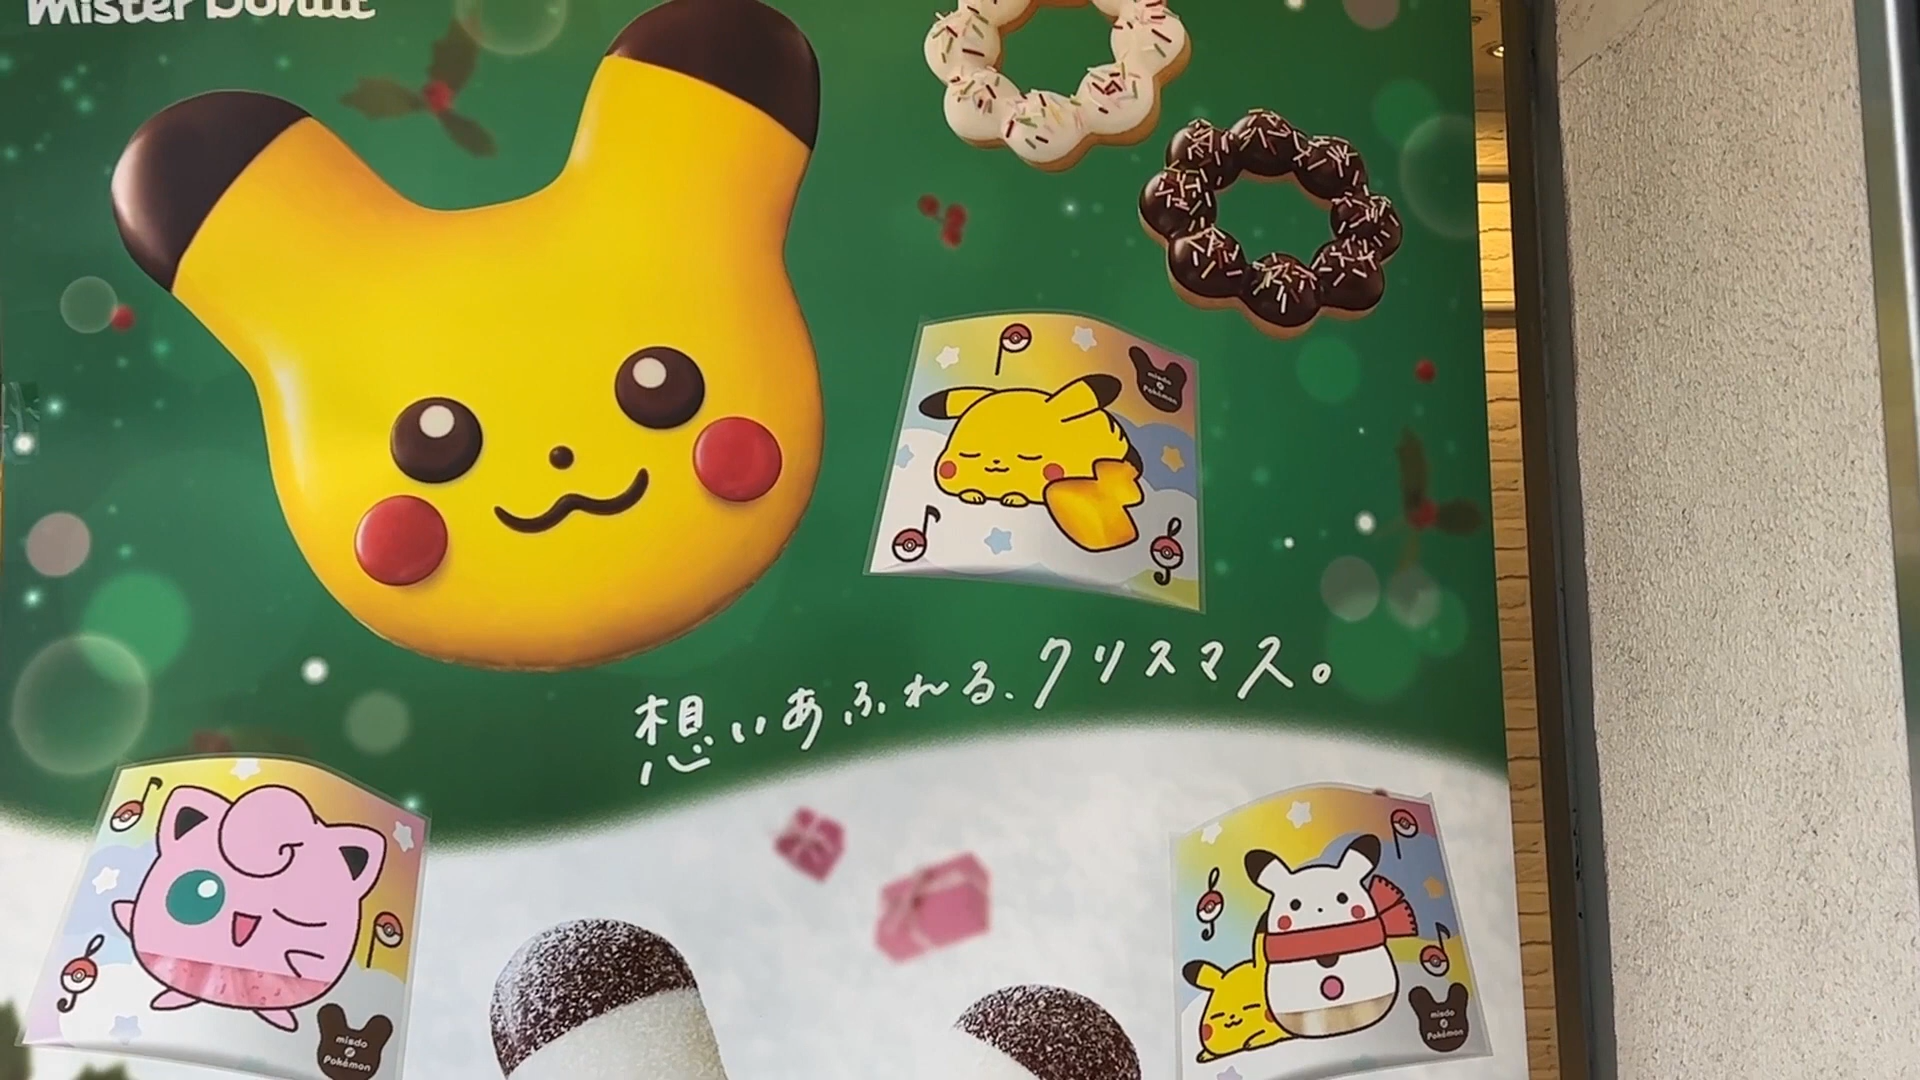 Mister Donut
misdo
Pokémon
想いあふれる、クリスマス。
misdo
Pokémon
misdo
Pokémon